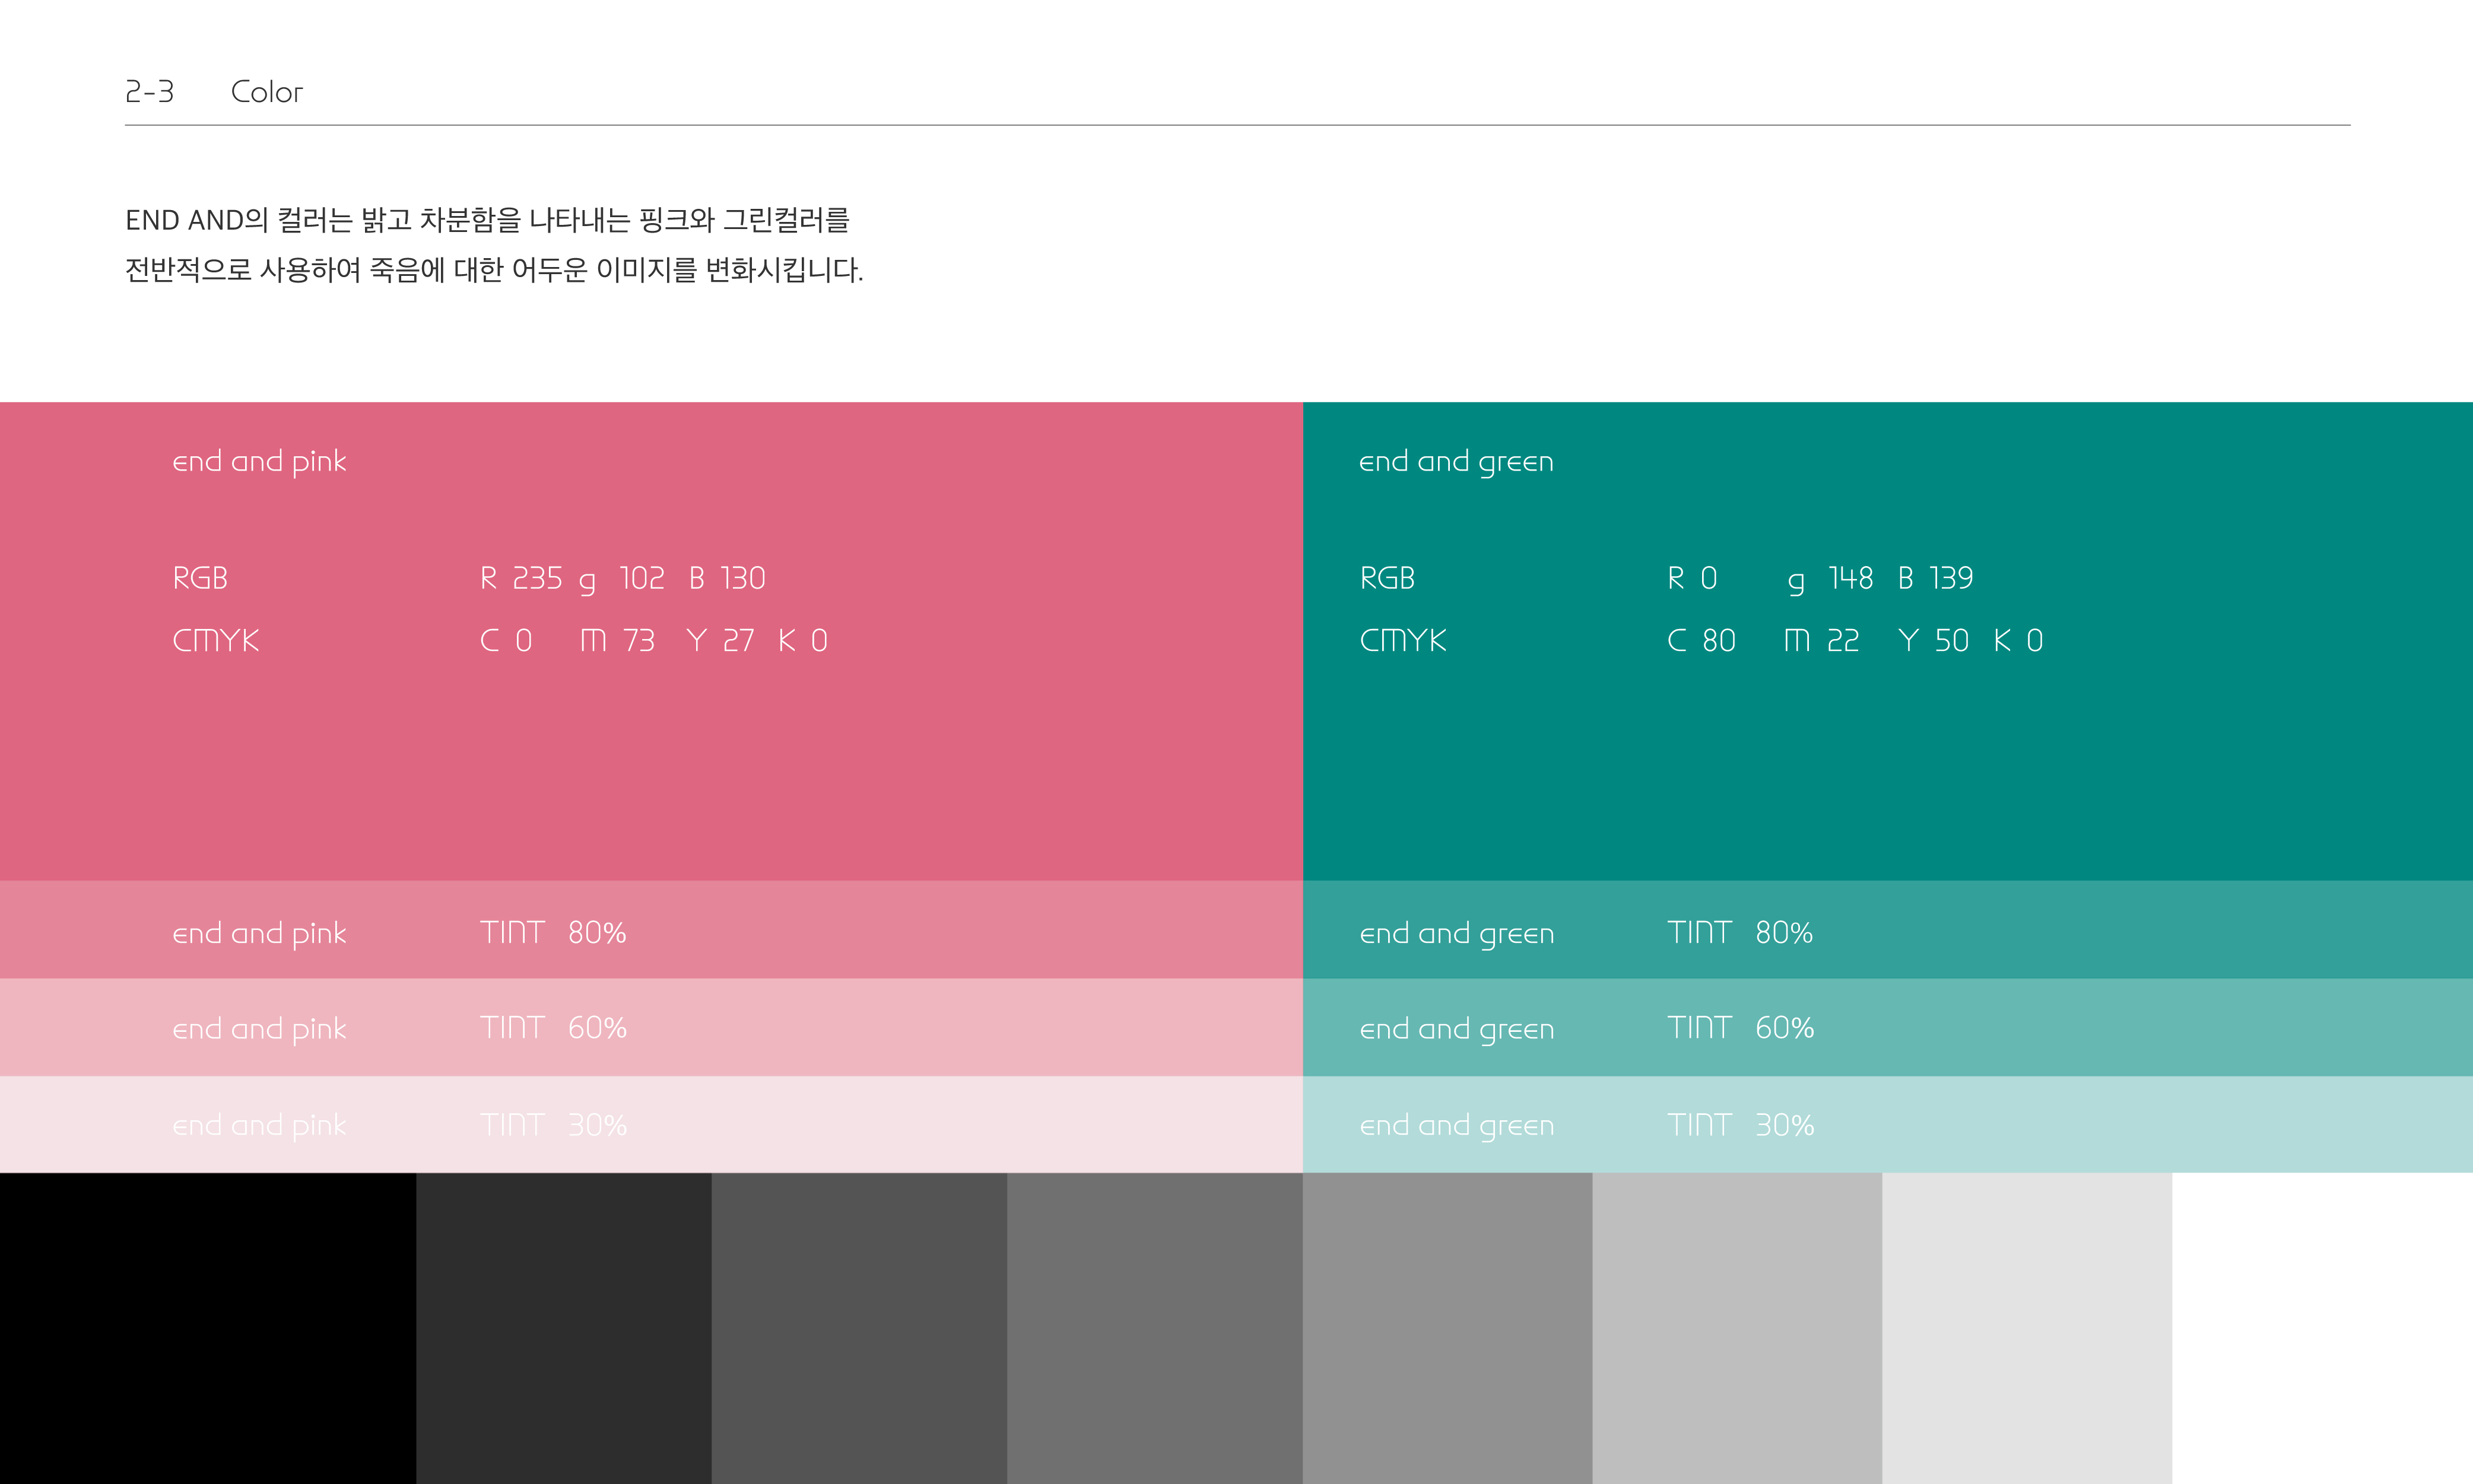 2-3 Color
END AND의 컬러는 밝고 차분함을 나타내는 핑크와 그린컬러를
전반적으로 사용하여 죽음에 대한 어두운 이미지를 변화시킵니다.
end and pink
RGB R 235 g 102 B 130
CMYK C 0 M 73 Y 27 K 0
end and green
RGB R 0 g 148 B 139
CMYK C 80 M 22 Y 50 K 0
end and pink TINT 80%
end and pink TINT 60%
end and pink TINT 30%
end and green TINT 80%
end and green TINT 60%
end and green TINT 30%